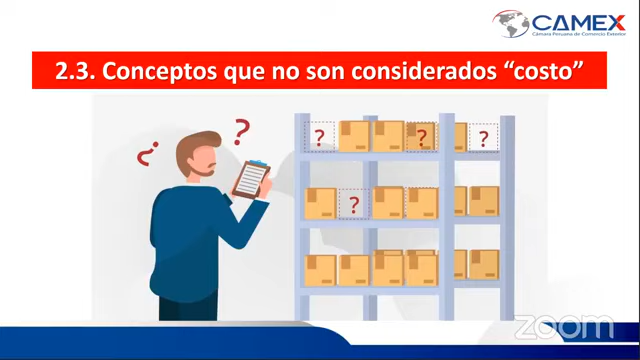 CAMEX
Cámara Peruana de Comercio Exterior
2.3. Conceptos que no son considerados “costo”
¿ ?
? ? ?
?
zoom